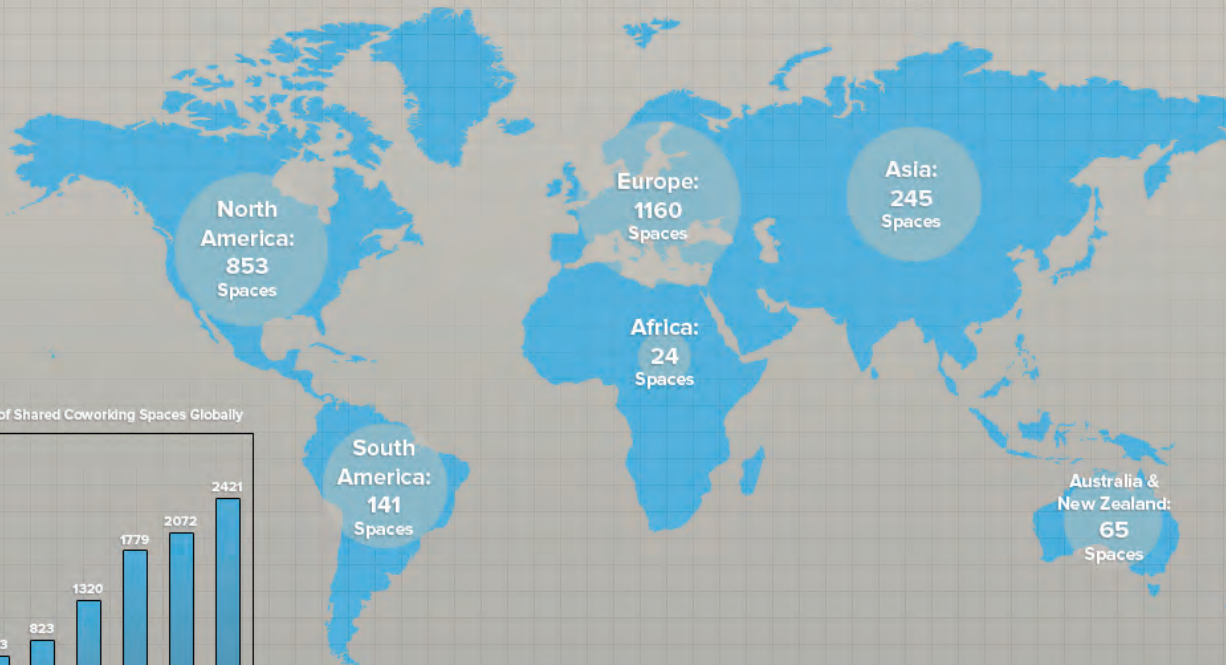 North
America:
853
Spaces
Europe:
1160
Spaces
Asia:
245
Spaces
Africa:
24
Spaces
South
America:
141
Spaces
Australia &
New Zealand:
65
Spaces
of Shared Coworking Spaces Globally
3
823
1320
1779
2072
2421